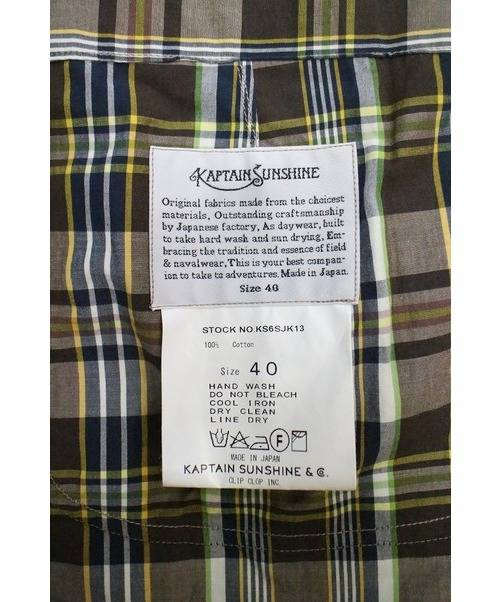 KAPTAIN SUNSHINE
Original fabrics made from the choicest
materials. Outstanding craftsmanship
by Japanese factory. As daywear, built
to take hard wash and sun drying. Em-
bracing the tradition and essence of field
& navalwear. This is your best compan-
ion to take to adventures. Made in Japan.
Size 40
STOCK NO.KS6SJK13
100% Cotton
Size 40
HAND WASH
DO NOT BLEACH
COOL IRON
DRY CLEAN
LINE DRY
F
MADE IN JAPAN
KAPTAIN SUNSHINE & Co.
CLIP CLOP INC.